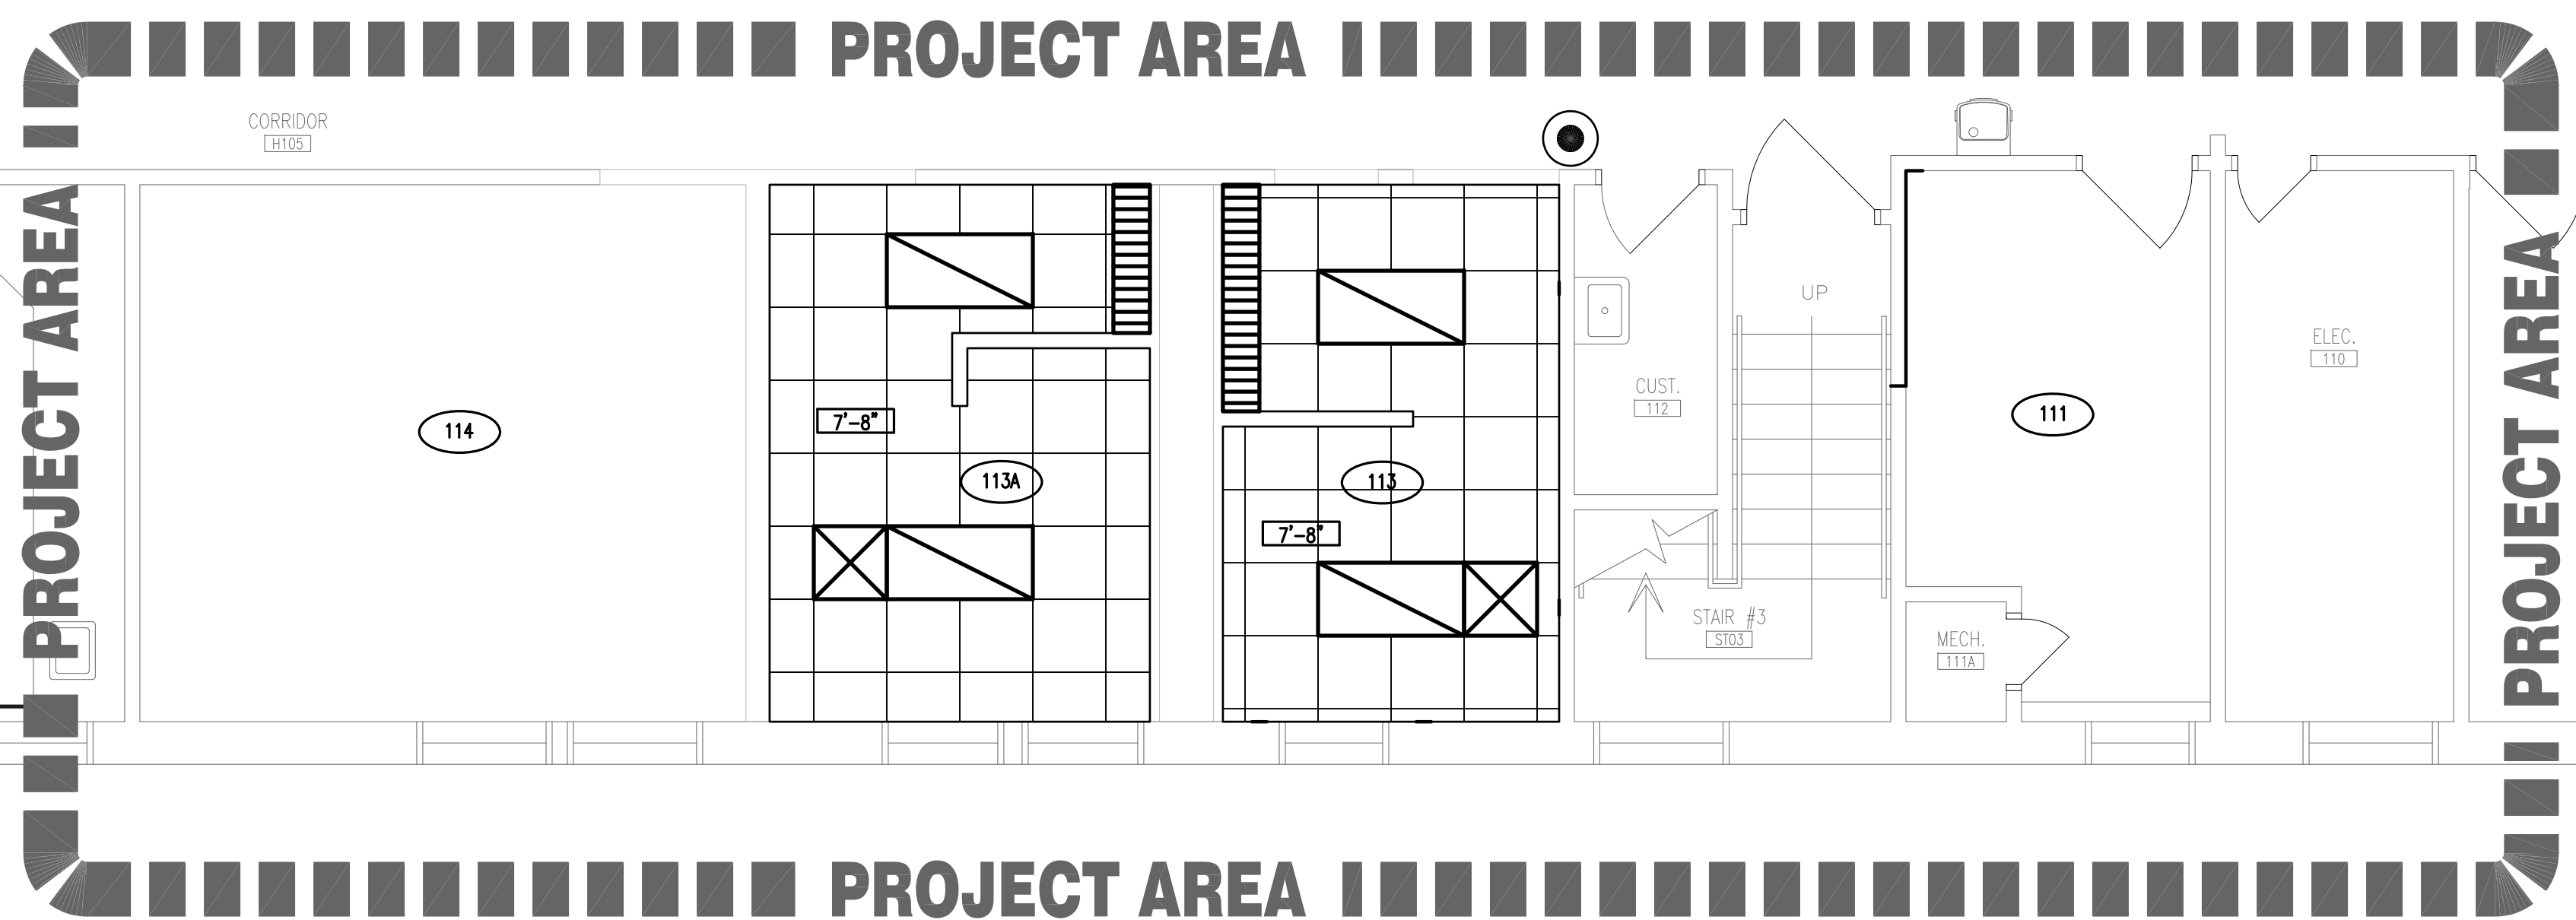 PROJECT AREA
CORRIDOR
H105
PROJECT AREA
PROJECT AREA
UP
ELEC.
110
CUST.
112
114
7'-8"
111
113A
113
7'-8"
STAIR #3
ST03
MECH.
111A
PROJECT AREA